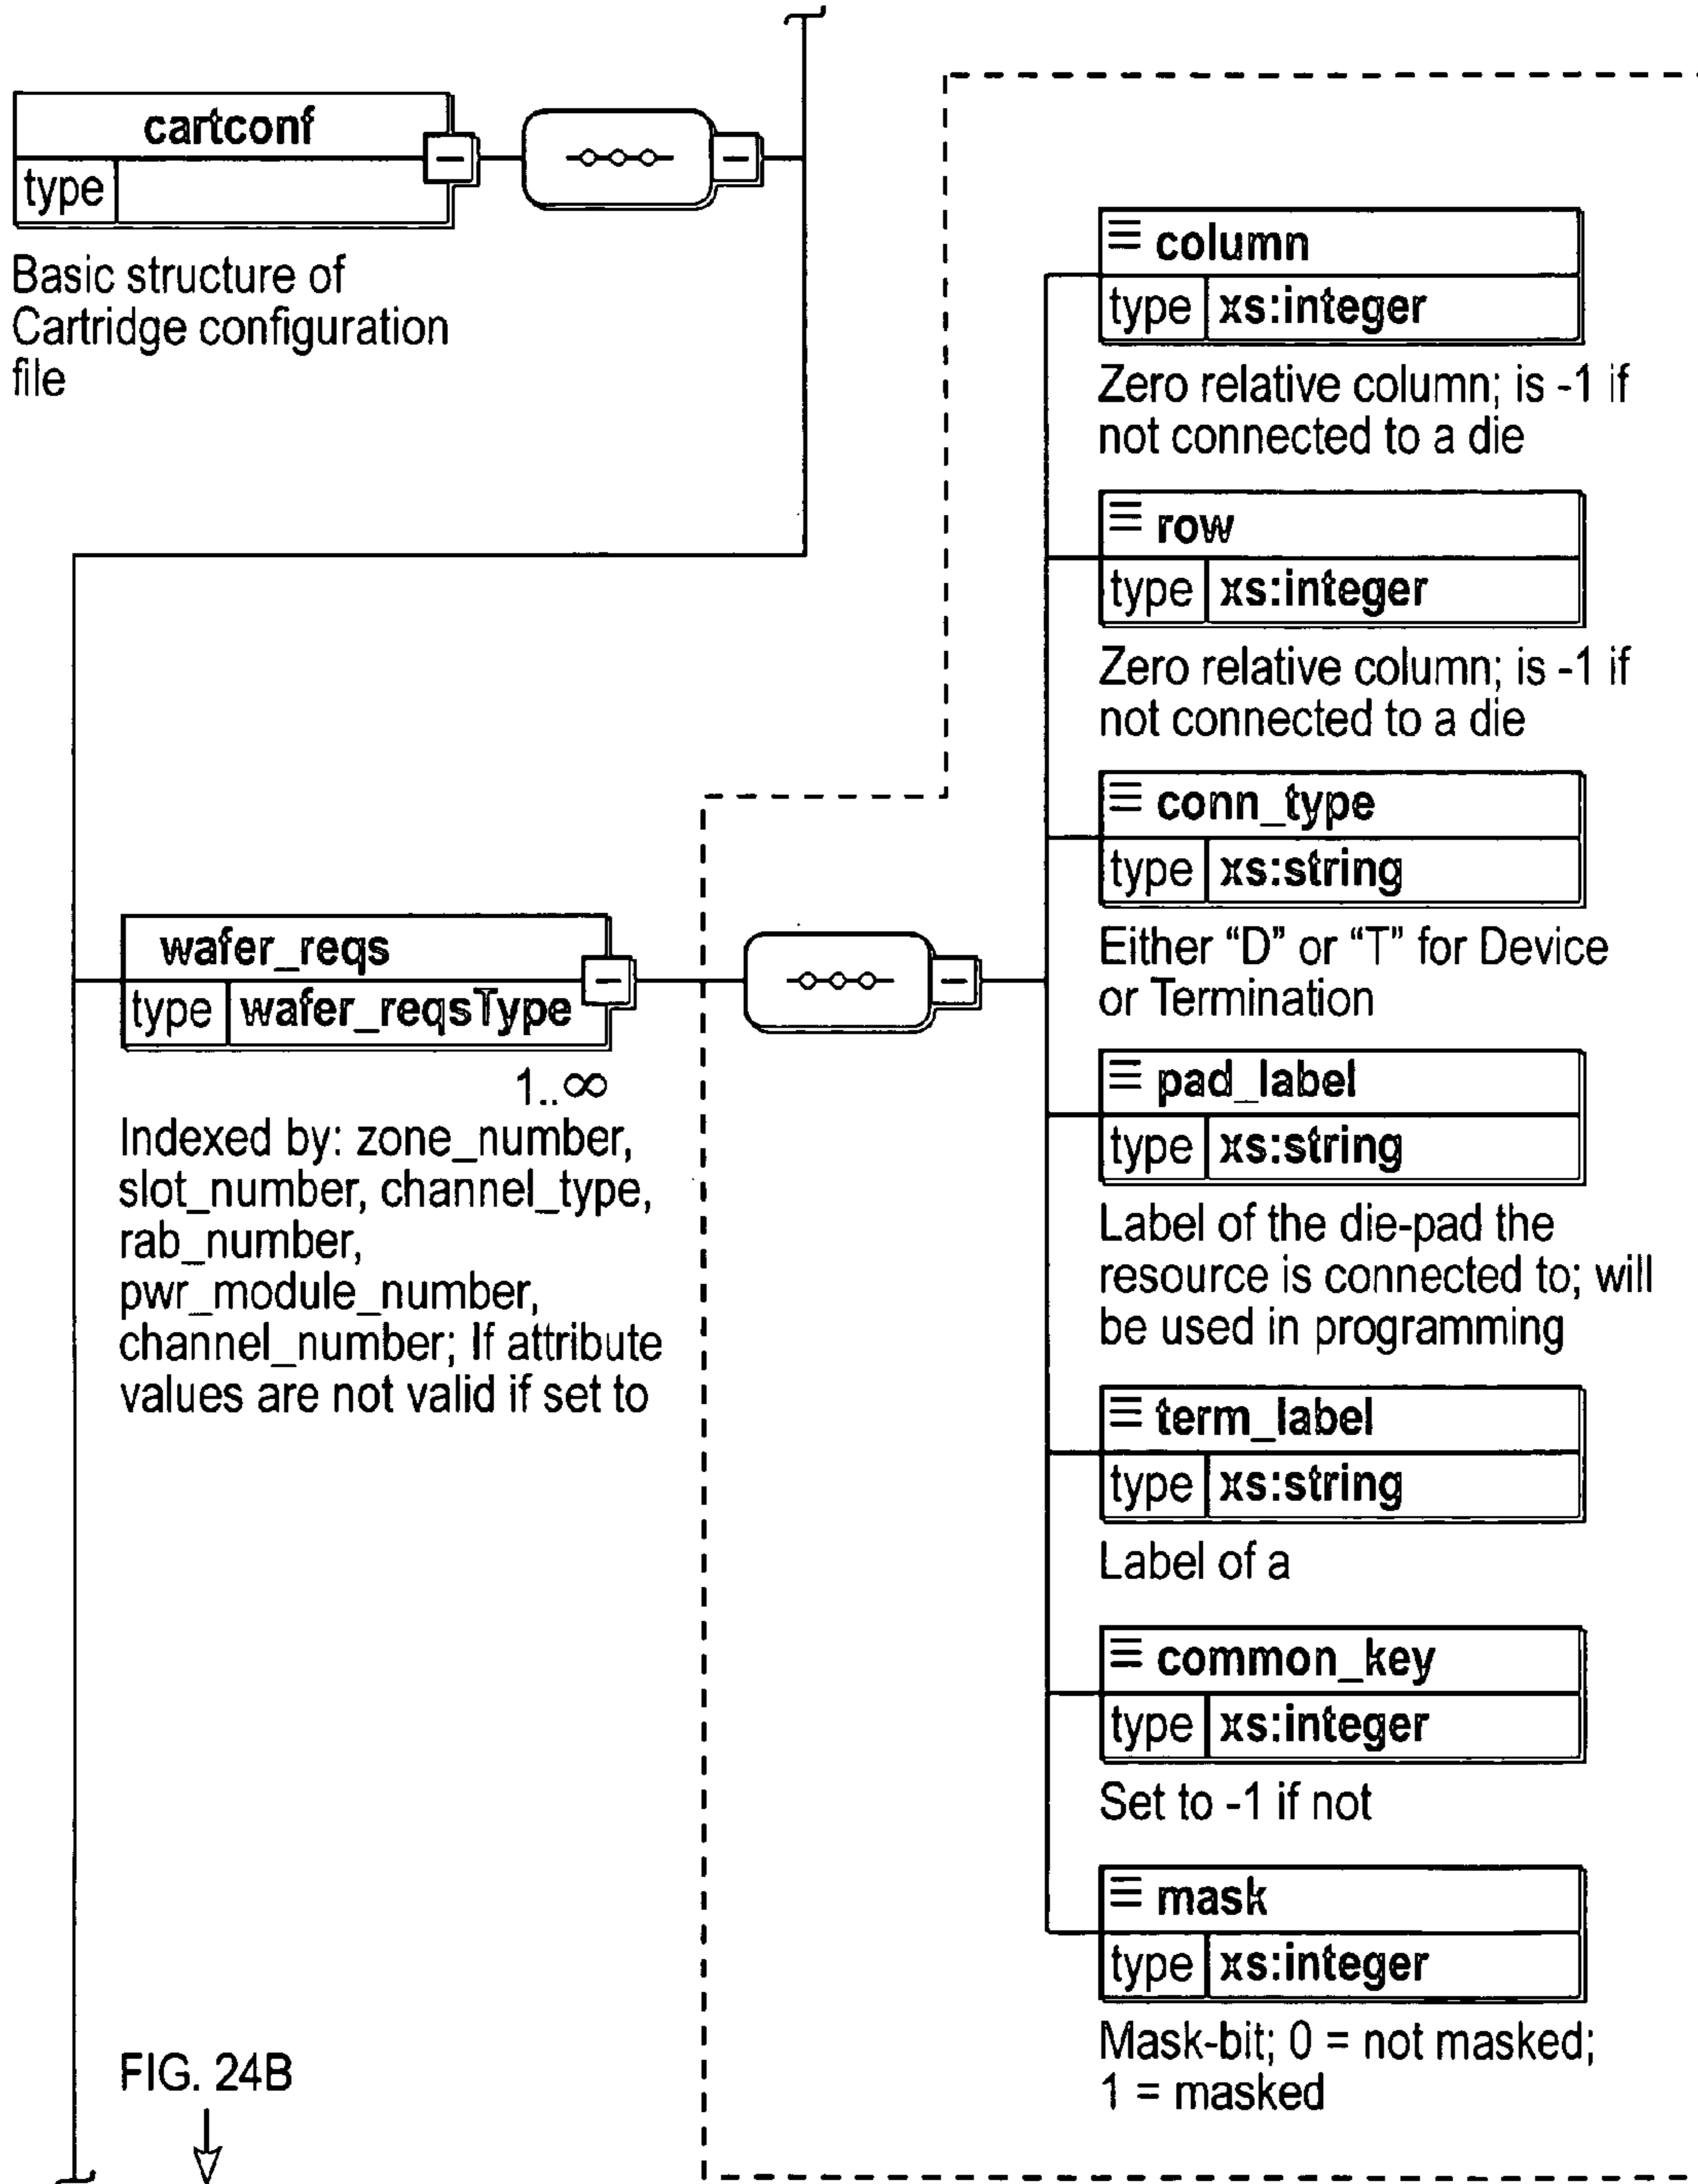 cartconf
type
Basic structure of
Cartridge configuration
file
wafer_reqs
type wafer_reqsType
1..∞
Indexed by: zone_number,
slot_number, channel_type,
rab_number,
pwr_module_number,
channel_number; If attribute
values are not valid if set to
column
type xs:integer
Zero relative column; is -1 if
not connected to a die
row
type xs:integer
Zero relative column; is -1 if
not connected to a die
conn_type
type xs:string
Either “D” or “T” for Device
or Termination
pad_label
type xs:string
Label of the die-pad the
resource is connected to; will
be used in programming
term_label
type xs:string
Label of a
common_key
type xs:integer
Set to -1 if not
mask
type xs:integer
Mask-bit; 0 = not masked;
1 = masked
FIG. 24B